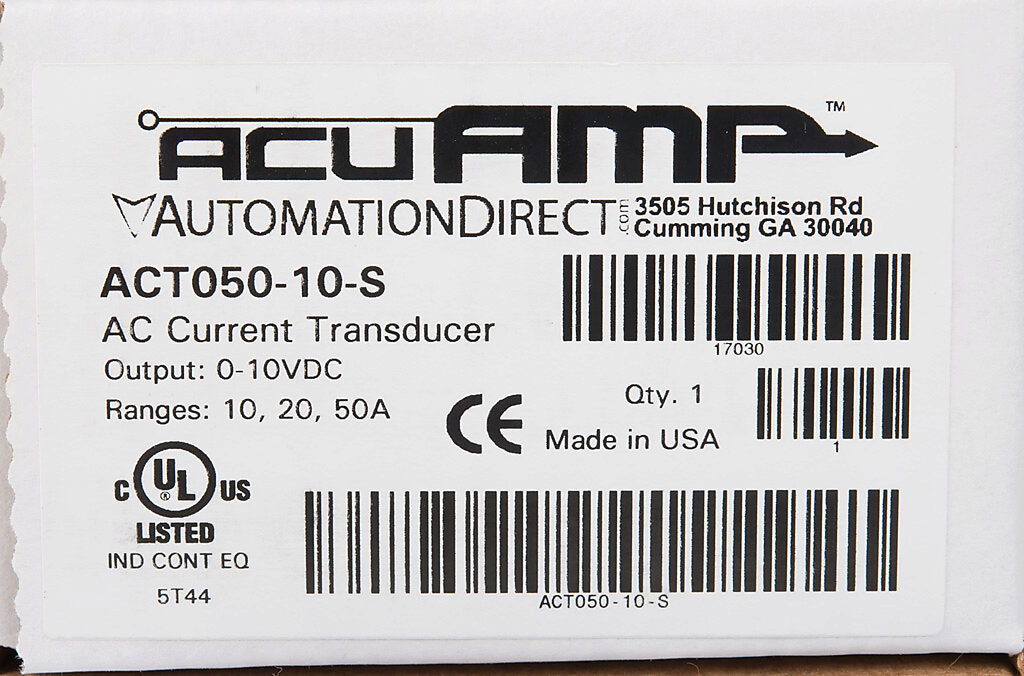 ACUAMP™
AUTOMATIONDIRECT.com 3505 Hutchison Rd
Cumming GA 30040
ACT050-10-S
AC Current Transducer
17030
Output: 0-10VDC
Qty. 1
Ranges: 10, 20, 50A
CE Made in USA
1
C UL® US
LISTED
IND CONT EQ
5T44
ACT050-10-S